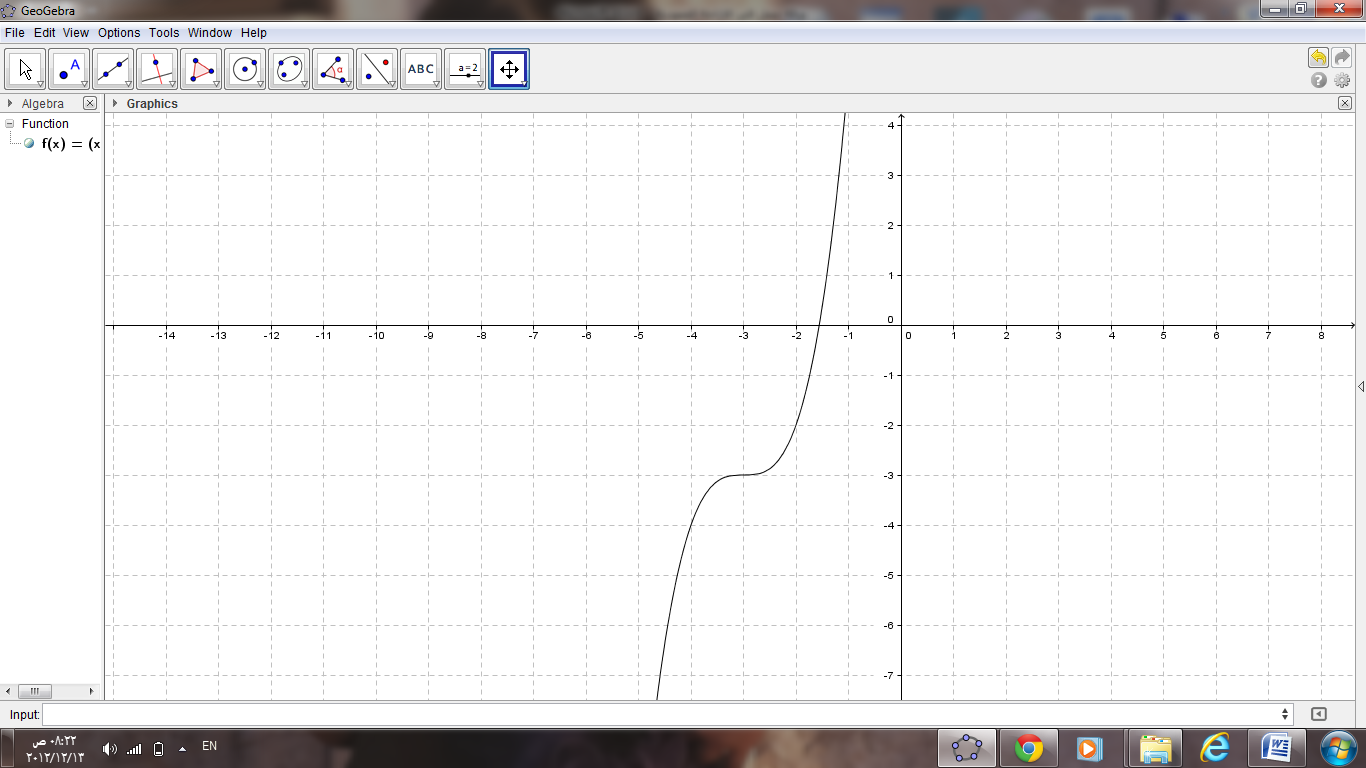 GeoGebra
File Edit View Options Tools Window Help
A α ABC a=2
Algebra
Graphics
Function
f(x) = (x
4
3
2
1
0
-14 -13 -12 -11 -10 -9 -8 -7 -6 -5 -4 -3 -2 -1 0 1 2 3 4 5 6 7 8
-1
-2
-3
-4
-5
-6
-7
Input:
٠٨:٢٢ ص
EN
٢٠١٢/١٢/١٣